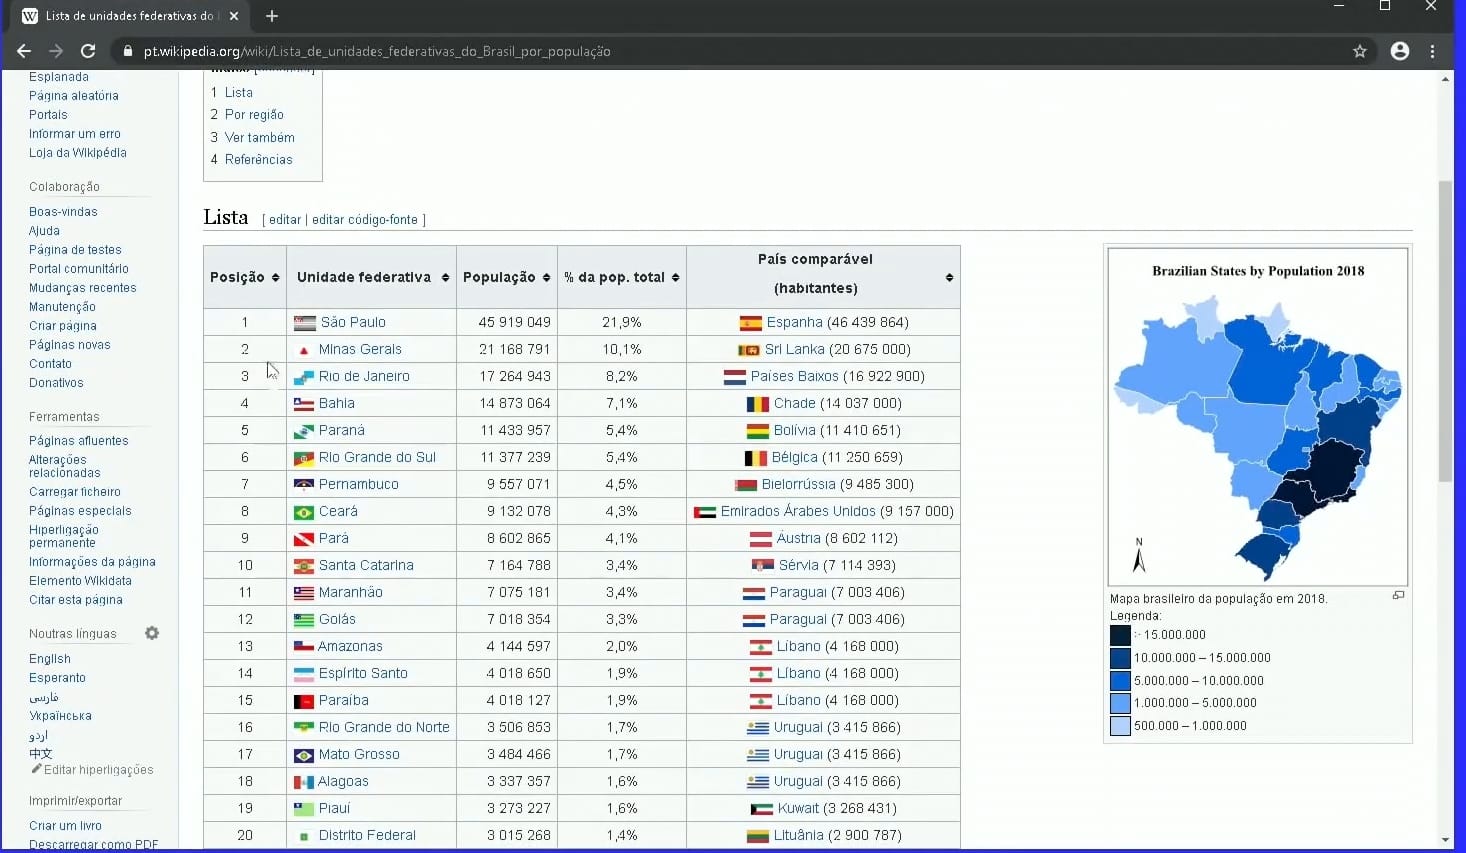 Lista de unidades federativas do
pt.wikipedia.org/wiki/Lista_de_unidades_federativas_do_Brasil_por_população
Esplanada
Página aleatória
Portais
Informar um erro
Loja da Wikipédia
Colaboração
Boas-vindas
Ajuda
Página de testes
Portal comunitário
Mudanças recentes
Manutenção
Criar página
Páginas novas
Contato
Donativos
Ferramentas
Páginas afluentes
Alterações
relacionadas
Carregar ficheiro
Páginas especiais
Hiperligação
permanente
Informações da página
Elemento Wikidata
Citar esta página
Noutras línguas
English
Esperanto
فارسی
Українська
اردو
中文
Editar hiperligações
Imprimir/exportar
Criar um livro
Descarregar como PDF
1 Lista
2 Por região
3 Ver também
4 Referências
Lista [ editar | editar código-fonte ]
Posição Unidade federativa População % da pop. total País comparável
(habitantes)
1 São Paulo 45 919 049 21,9% Espanha (46 439 864)
2 Minas Gerais 21 168 791 10,1% Sri Lanka (20 675 000)
3 Rio de Janeiro 17 264 943 8,2% Países Baixos (16 922 900)
4 Bahia 14 873 064 7,1% Chade (14 037 000)
5 Paraná 11 433 957 5,4% Bolívia (11 410 651)
6 Rio Grande do Sul 11 377 239 5,4% Bélgica (11 250 659)
7 Pernambuco 9 557 071 4,5% Bielorrússia (9 485 300)
8 Ceará 9 132 078 4,3% Emirados Árabes Unidos (9 157 000)
9 Pará 8 602 865 4,1% Áustria (8 602 112)
10 Santa Catarina 7 164 788 3,4% Sérvia (7 114 393)
11 Maranhão 7 075 181 3,4% Paraguai (7 003 406)
12 Goiás 7 018 354 3,3% Paraguai (7 003 406)
13 Amazonas 4 144 597 2,0% Líbano (4 168 000)
14 Espírito Santo 4 018 650 1,9% Líbano (4 168 000)
15 Paraíba 4 018 127 1,9% Líbano (4 168 000)
16 Rio Grande do Norte 3 506 853 1,7% Uruguai (3 415 866)
17 Mato Grosso 3 484 466 1,7% Uruguai (3 415 866)
18 Alagoas 3 337 357 1,6% Uruguai (3 415 866)
19 Piauí 3 273 227 1,6% Kuwait (3 268 431)
20 Distrito Federal 3 015 268 1,4% Lituânia (2 900 787)
Brazilian States by Population 2018
N
Mapa brasileiro da população em 2018.
Legenda:
> 15.000.000
10.000.000 – 15.000.000
5.000.000 – 10.000.000
1.000.000 – 5.000.000
500.000 – 1.000.000